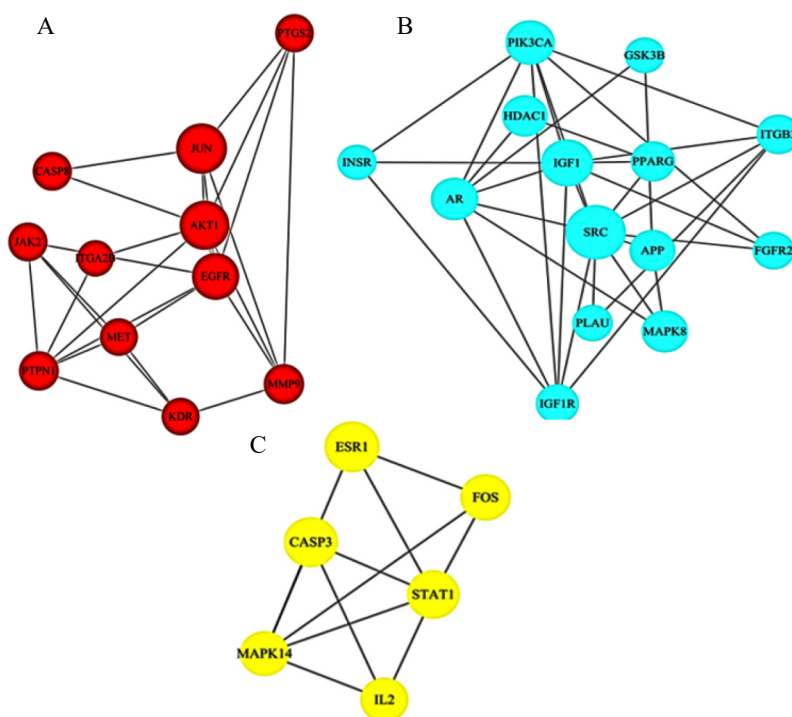 A
B
PTGS2
PIK3CA
GSK3B
HDAC1
ITGB3
JUN
INSR
IGF1
PPARG
CASP8
AR
AKT1
SRC
JAK2
ITGA2B
APP
FGFR2
EGFR
MET
PLAU
MAPK8
PTPN1
MMP9
KDR
IGF1R
C
ESR1
FOS
CASP3
STAT1
MAPK14
IL2